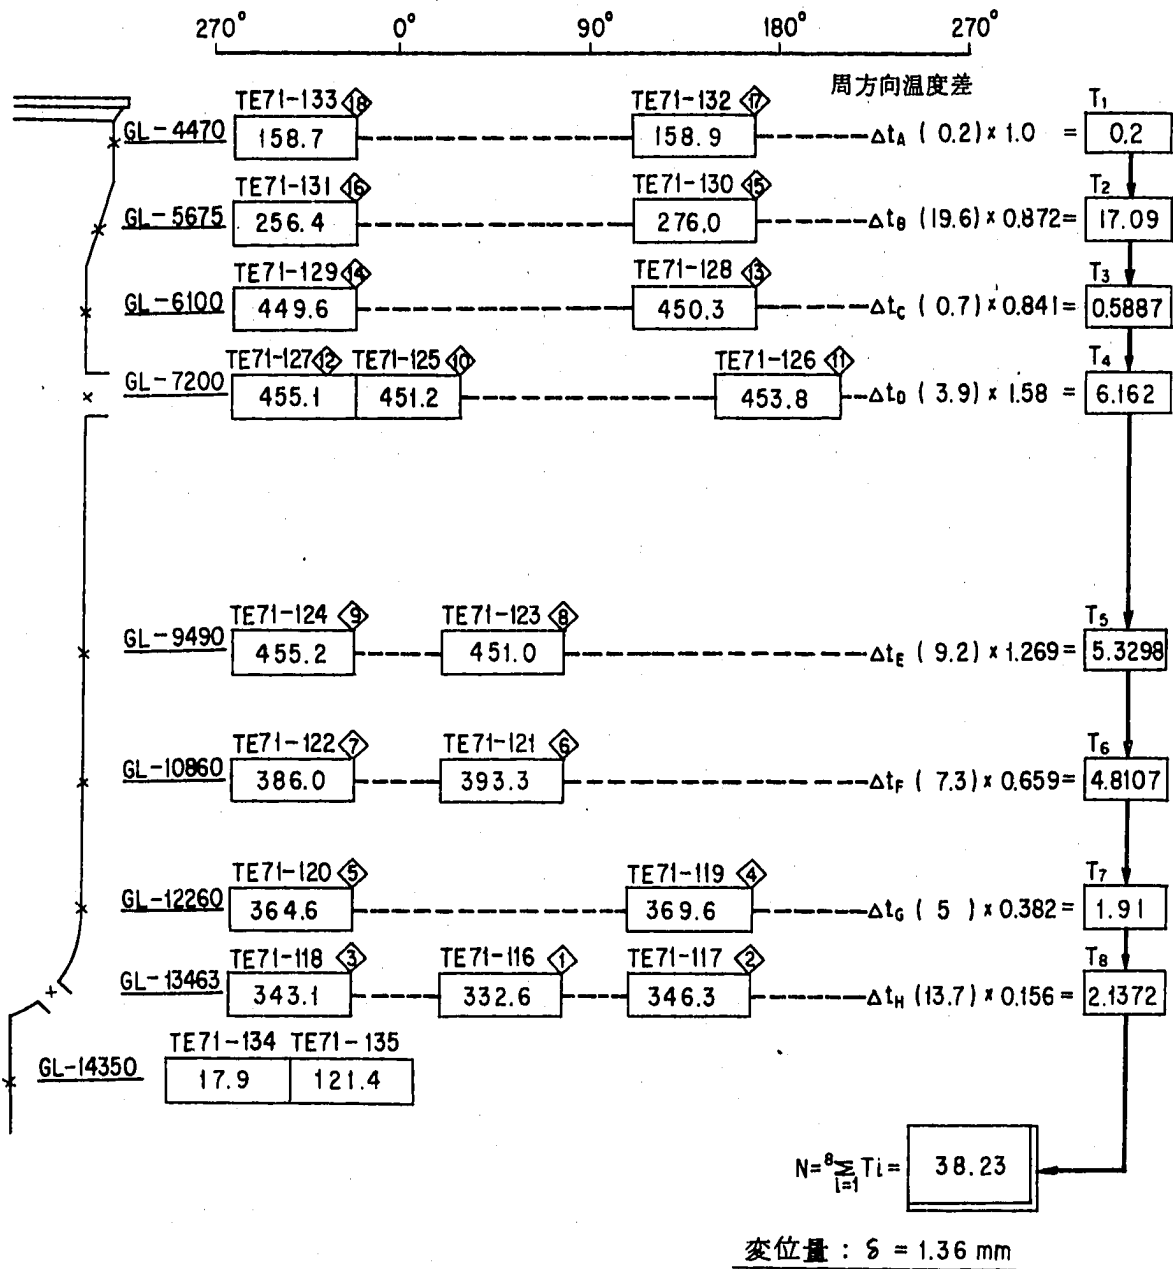 270° 0° 90° 180° 270°
周方向温度差
TE71-133 18 TE71-132 17 T1
GL-4470 158.7 158.9 ΔtA ( 0.2) × 1.0 = 0.2
TE71-131 16 TE71-130 15 T2
GL-5675 256.4 276.0 ΔtB (19.6) × 0.872= 17.09
TE71-129 14 TE71-128 13 T3
GL-6100 449.6 450.3 ΔtC ( 0.7) × 0.841= 0.5887
TE71-127 12 TE71-125 10 TE71-126 11 T4
GL-7200 455.1 451.2 453.8 ΔtD ( 3.9) × 1.58 = 6.162
TE71-124 9 TE71-123 8 T5
GL-9490 455.2 451.0 ΔtE ( 9.2) × 1.269= 5.3298
TE71-122 7 TE71-121 6 T6
GL-10860 386.0 393.3 ΔtF ( 7.3) × 0.659= 4.8107
TE71-120 5 TE71-119 4 T7
GL-12260 364.6 369.6 ΔtG ( 5 ) × 0.382= 1.91
TE71-118 3 TE71-116 1 TE71-117 2 T8
GL-13463 343.1 332.6 346.3 ΔtH (13.7) × 0.156= 2.1372
TE71-134 TE71-135
GL-14350 17.9 121.4
N=8Σi=1 Ti= 38.23
変位量 : δ = 1.36 mm